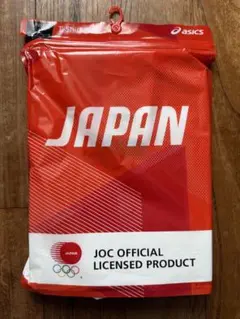 asics
JAPAN
JOC OFFICIAL
LICENSED PRODUCT